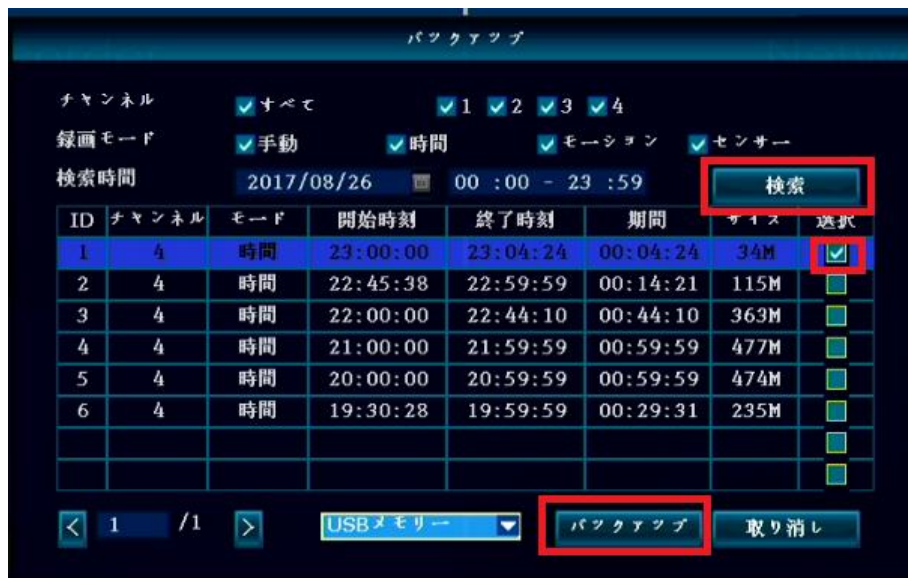 バックアップ
チャンネル すべて 1 2 3 4
録画モード 手動 時間 モーション センサー
検索時間 2017/08/26 00 :00 - 23 :59 検索
ID チャンネル モード 開始時刻 終了時刻 期間 サイズ 選択
1 4 時間 23:00:00 23:04:24 00:04:24 34M
2 4 時間 22:45:38 22:59:59 00:14:21 115M
3 4 時間 22:00:00 22:44:10 00:44:10 363M
4 4 時間 21:00:00 21:59:59 00:59:59 477M
5 4 時間 20:00:00 20:59:59 00:59:59 474M
6 4 時間 19:30:28 19:59:59 00:29:31 235M
< 1 /1 > USBメモリー バックアップ 取り消し